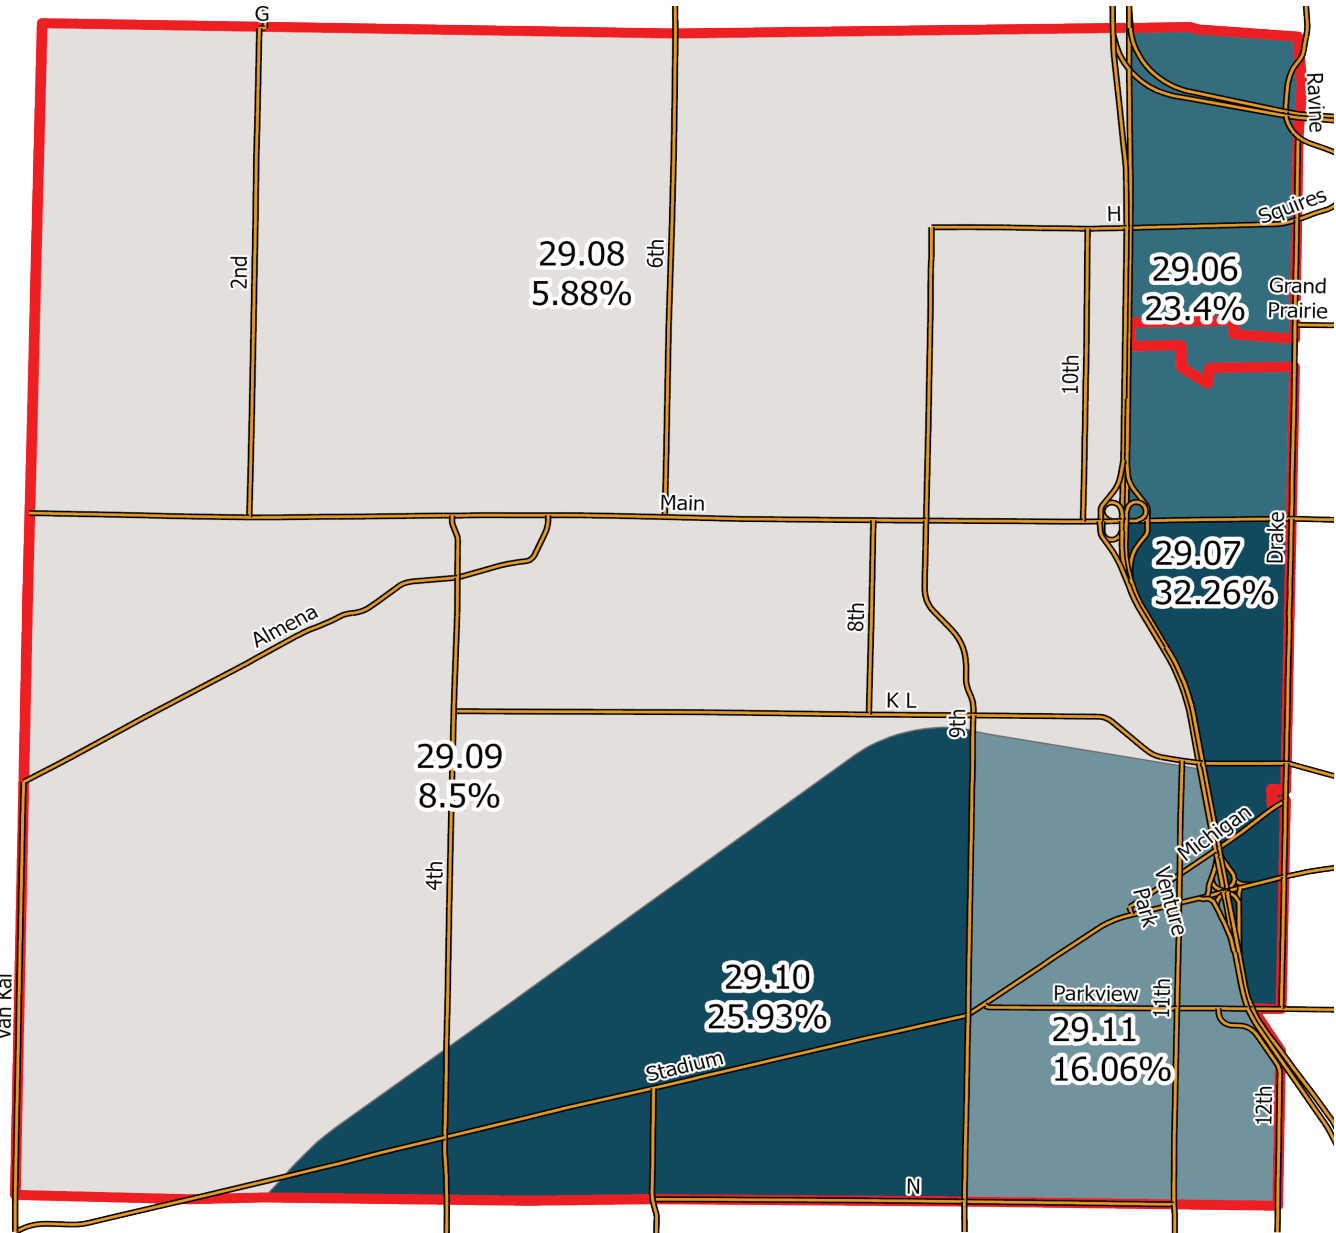 G
Ravine
Squires
H
2nd
6th
29.08
5.88%
29.06
23.4%
Grand
Prairie
10th
Main
Drake
29.07
32.26%
Almena
8th
K L
9th
29.09
8.5%
Michigan
4th
Venture
Park
29.10
25.93%
Van Kal
Parkview
11th
29.11
16.06%
Stadium
12th
N